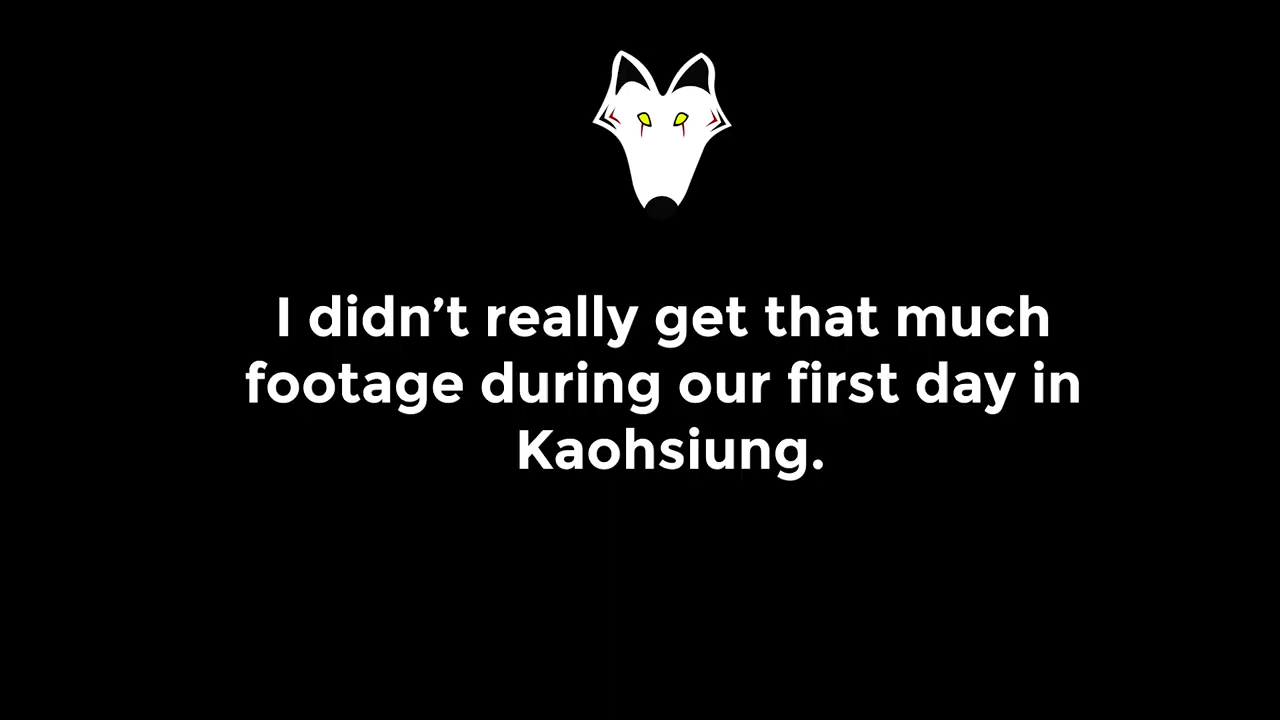 I didn’t really get that much
footage during our first day in
Kaohsiung.